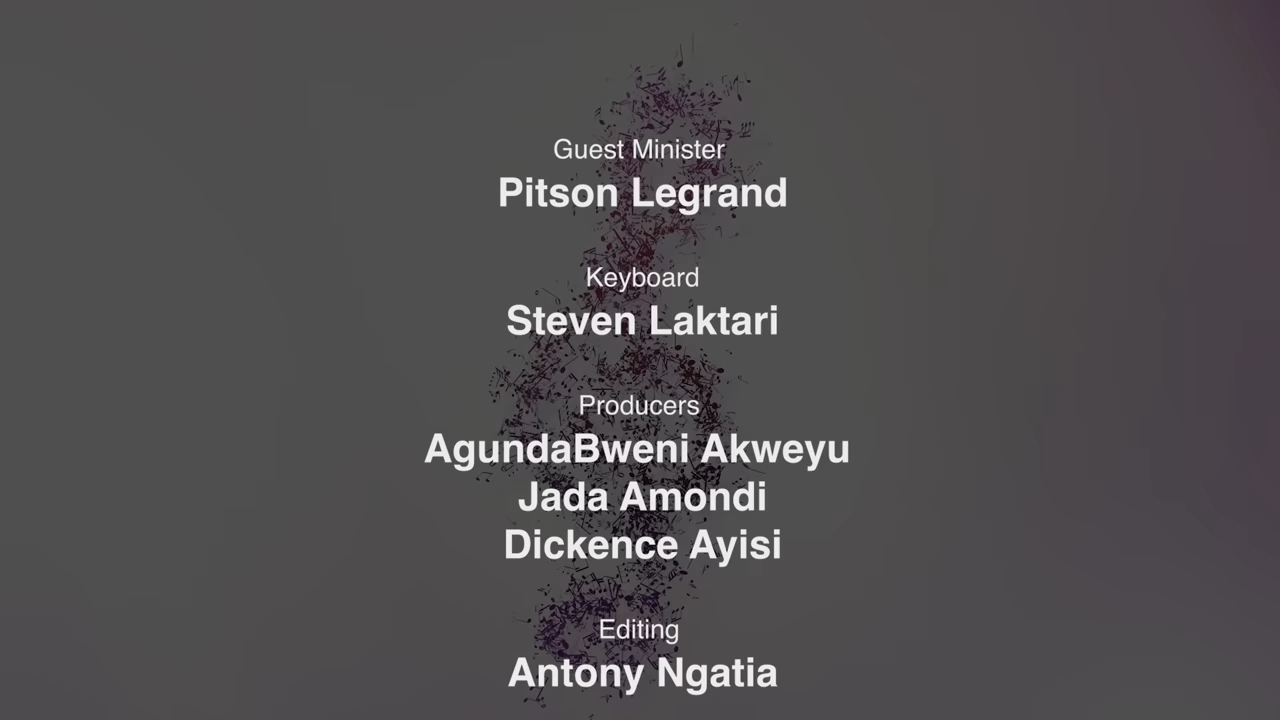 Guest Minister
Pitson Legrand
Keyboard
Steven Laktari
Producers
AgundaBweni Akweyu
Jada Amondi
Dickence Ayisi
Editing
Antony Ngatia